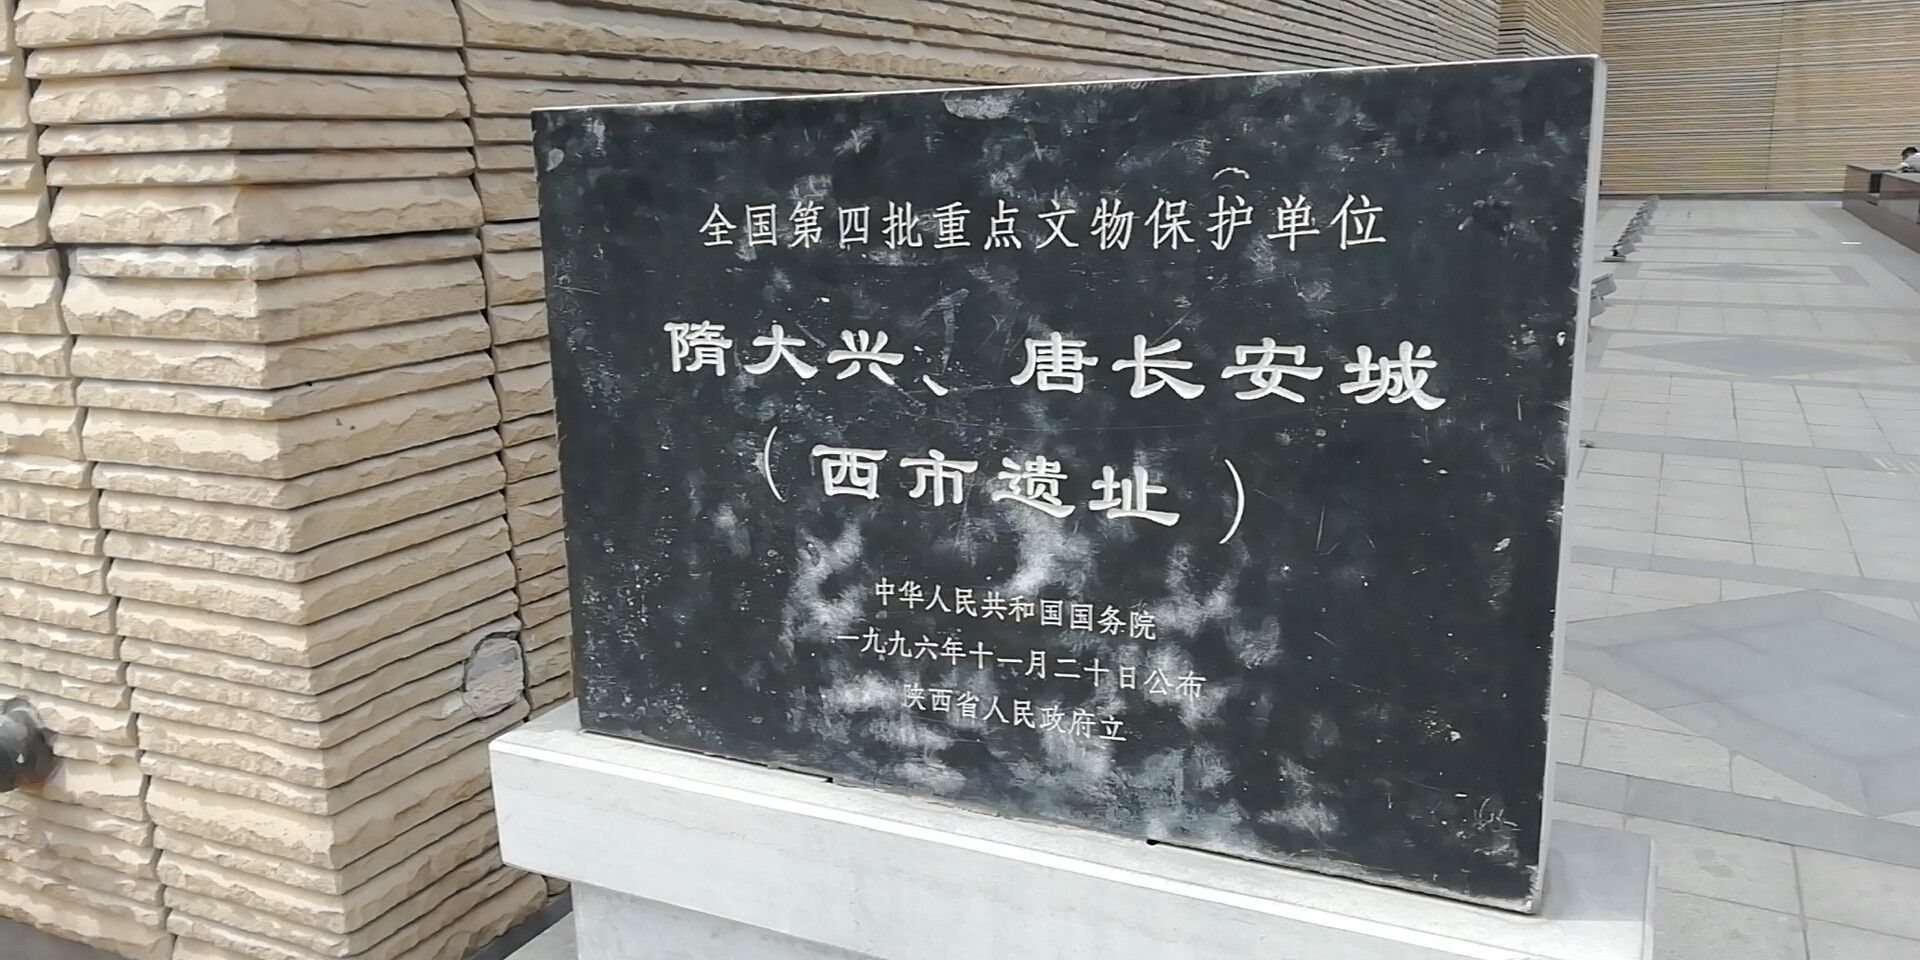 全国第四批重点文物保护单位
隋大兴、唐长安城
（西市遗址）
中华人民共和国国务院
一九九六年十一月二十日公布
陕西省人民政府立